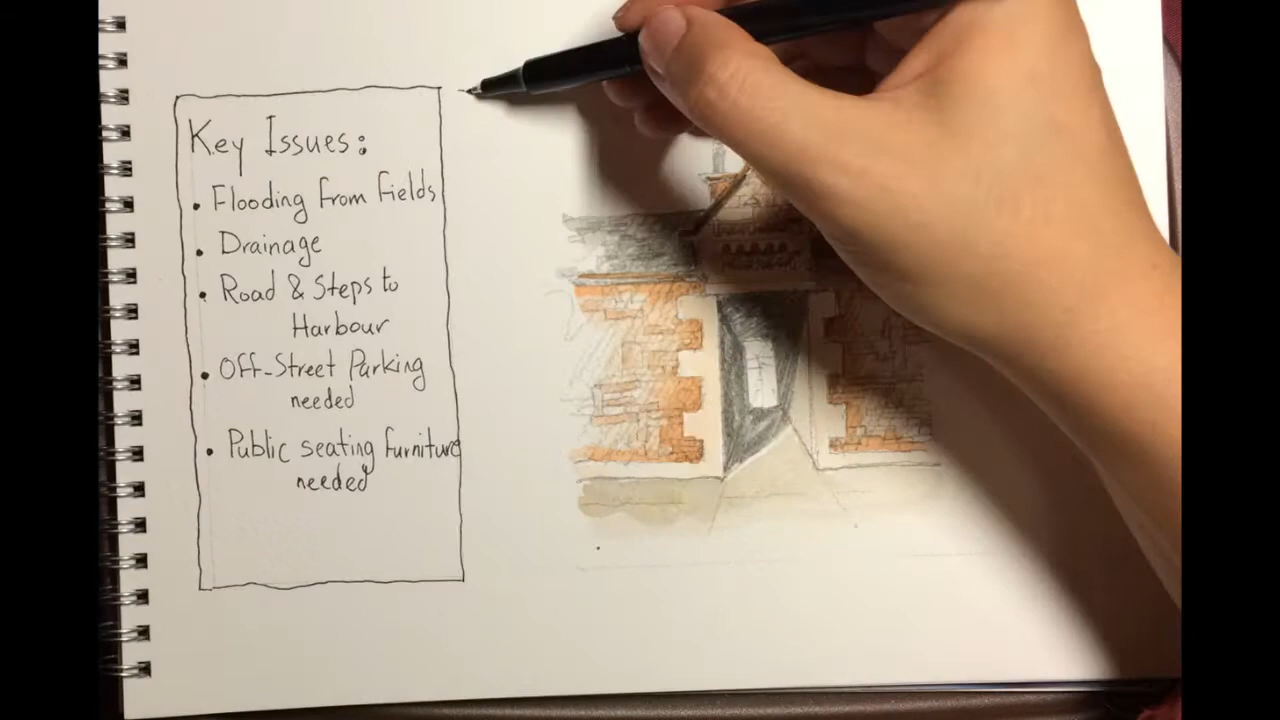 Key Issues:
• Flooding from Fields
• Drainage
• Road & Steps to
Harbour
• Off-Street Parking
needed
• Public seating furniture
needed